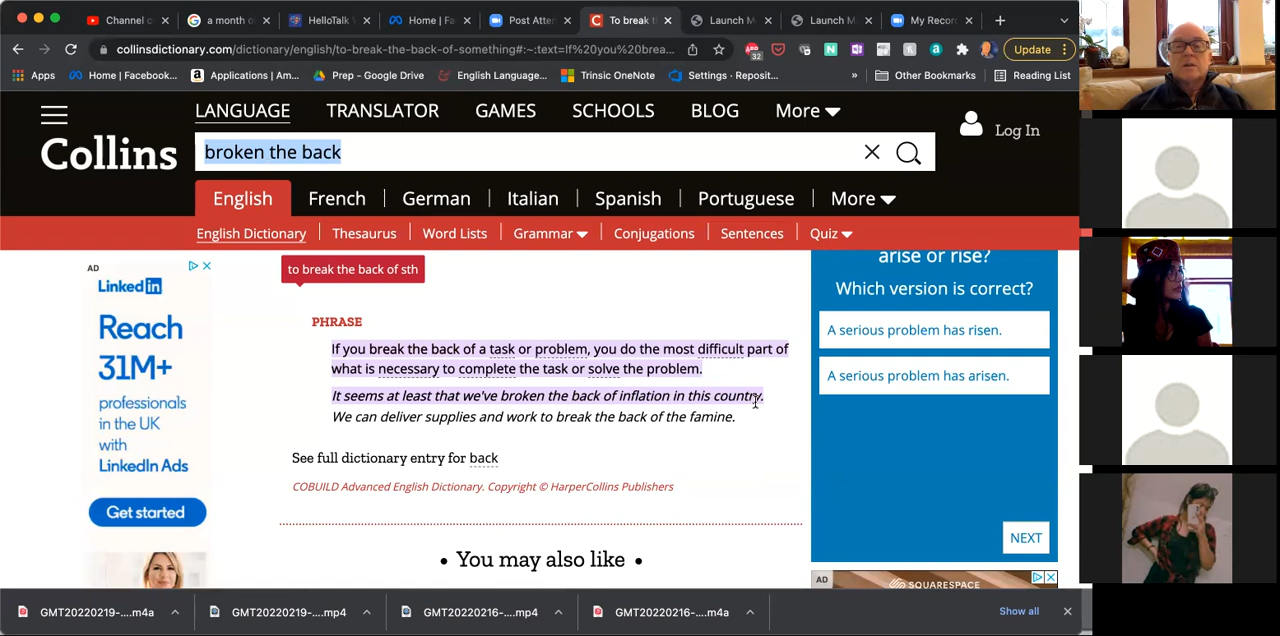 Channel c
a month o
HelloTalk
Home | Fa
Post Atten
To break t
Launch M
Launch M
My Record
Update
collinsdictionary.com/dictionary/english/to-break-the-back-of-something#:~:text=If%20you%20brea...
32
Apps
Home | Facebook...
Applications | Am...
Prep - Google Drive
English Language...
Trinsic OneNote
Settings · Reposit...
»
Other Bookmarks
Reading List
LANGUAGE
TRANSLATOR
GAMES
SCHOOLS
BLOG
More
Log In
Collins
broken the back
English
French
German
Italian
Spanish
Portuguese
More
English Dictionary
Thesaurus
Word Lists
Grammar
Conjugations
Sentences
Quiz
AD
Linked in
Reach
31M+
professionals
in the UK
with
LinkedIn Ads
Get started
to break the back of sth
PHRASE
If you break the back of a task or problem, you do the most difficult part of
what is necessary to complete the task or solve the problem.
It seems at least that we've broken the back of inflation in this country.
We can deliver supplies and work to break the back of the famine.
See full dictionary entry for back
COBUILD Advanced English Dictionary. Copyright © HarperCollins Publishers
• You may also like •
arise or rise?
Which version is correct?
A serious problem has risen.
A serious problem has arisen.
NEXT
AD
SQUARESPACE
GMT20220219-....m4a
GMT20220219-....mp4
GMT20220216-....mp4
GMT20220216-....m4a
Show all